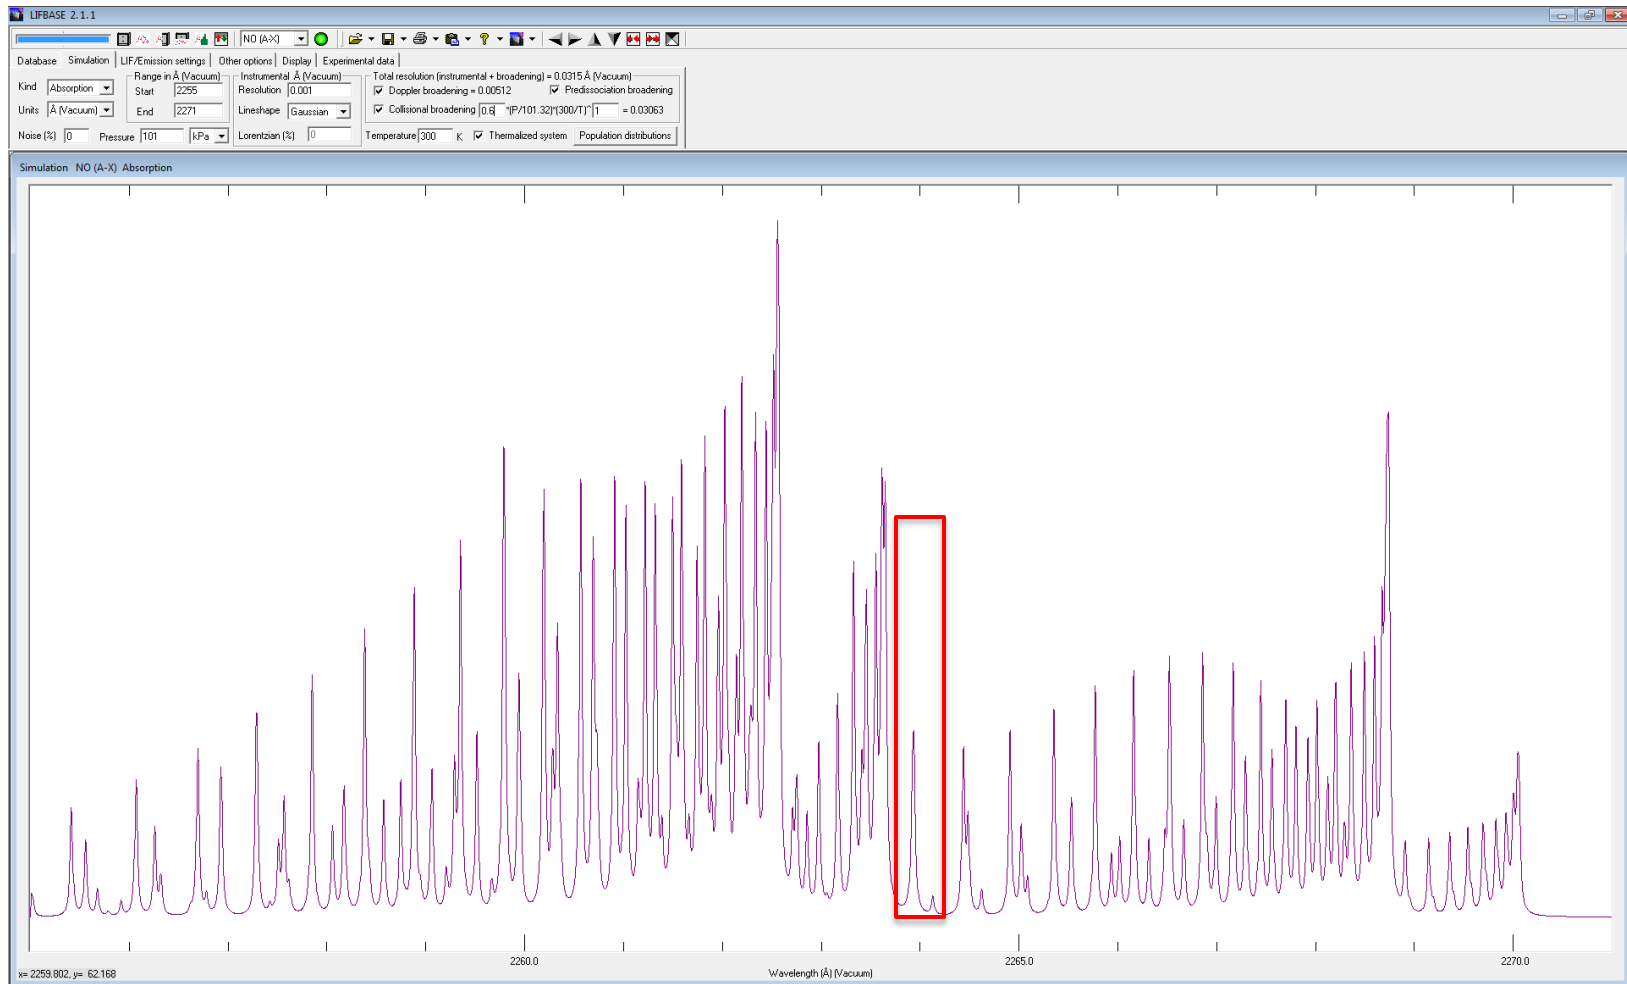 LIFBASE 2.1.1
NO (A-X)
Database Simulation LIF/Emission settings Other options Display Experimental data
Kind Absorption
Units Å (Vacuum)
Noise (%) 0 Pressure 101 kPa
Range in Å (Vacuum)
Start 2255
End 2271
Instrumental Å (Vacuum)
Resolution 0.001
Lineshape Gaussian
Lorentzian (%) 0
Total resolution (instrumental + broadening) = 0.0315 Å (Vacuum)
Doppler broadening = 0.00512 Predissociation broadening
Collisional broadening 0.6 *(P/101.32)*(300/T)^ 1 = 0.03063
Temperature 300 K Thermalized system Population distributions
Simulation NO (A-X) Absorption
2260.0 2265.0 2270.0
Wavelength (Å) (Vacuum)
x= 2259.802, y= 62.168